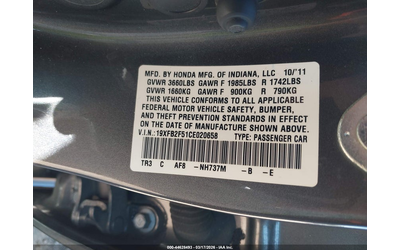 MFD. BY HONDA MFG. OF INDIANA, LLC 10/'11
GVWR 3660LBS GAWR F 1985LBS R 1742LBS
GVWR 1660KG GAWR F 900KG R 790KG
THIS VEHICLE CONFORMS TO ALL APPLICABLE
FEDERAL MOTOR VEHICLE SAFETY, BUMPER,
AND THEFT PREVENTION STANDARDS IN EFFECT
ON THE DATE OF MANUFACTURE SHOWN ABOVE.
V.I.N.: 19XFB2F51CE020858 TYPE: PASSENGER CAR
TR3 C AF8 -NH737M -B -E